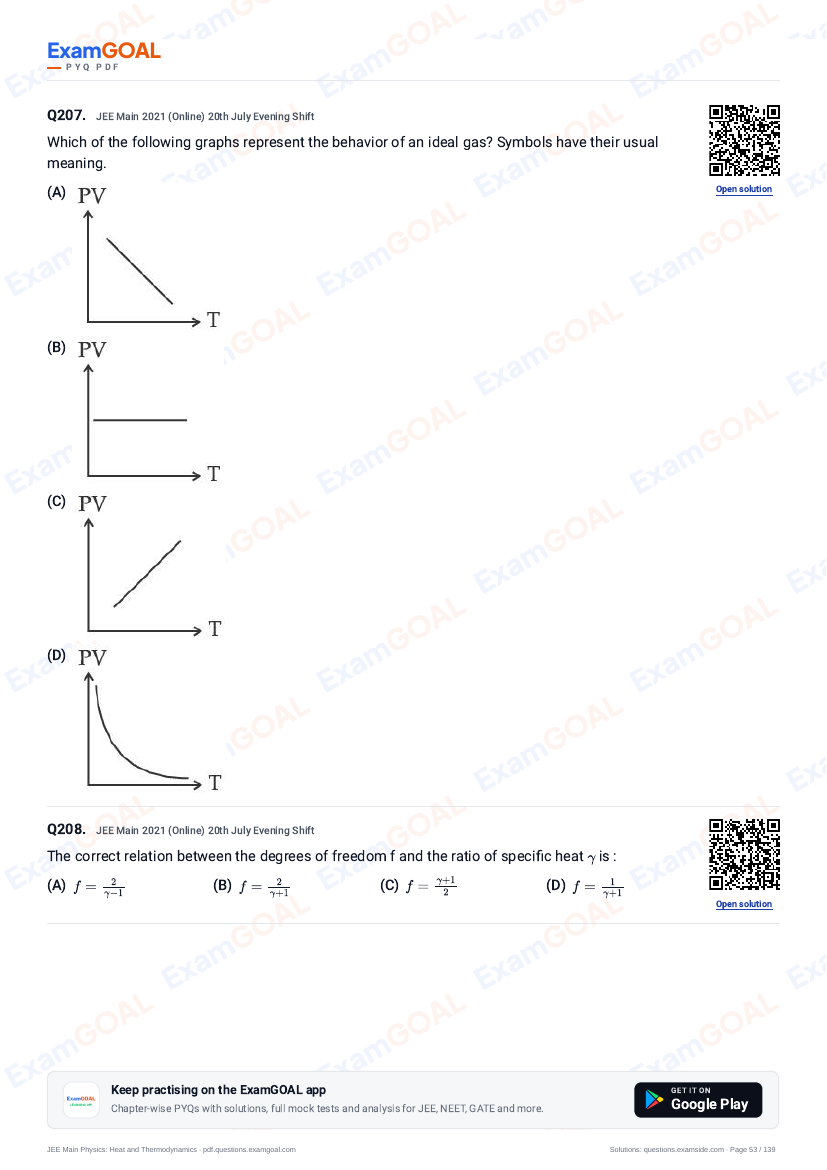 ExamGOAL
PYQ PDF
Q207. JEE Main 2021 (Online) 20th July Evening Shift
Which of the following graphs represent the behavior of an ideal gas? Symbols have their usual
meaning.
Open solution
(A) PV
T
(B) PV
T
(C) PV
T
(D) PV
T
Q208. JEE Main 2021 (Online) 20th July Evening Shift
The correct relation between the degrees of freedom f and the ratio of specific heat γ is :
(A) f = 2/(γ−1) (B) f = 2/(γ+1) (C) f = (γ+1)/2 (D) f = 1/(γ+1)
Open solution
ExamGOAL
Keep practising on the ExamGOAL app
Chapter-wise PYQs with solutions, full mock tests and analysis for JEE, NEET, GATE and more.
GET IT ON
Google Play
JEE Main Physics: Heat and Thermodynamics · pdf.questions.examgoal.com Solutions: questions.examside.com · Page 53 / 139